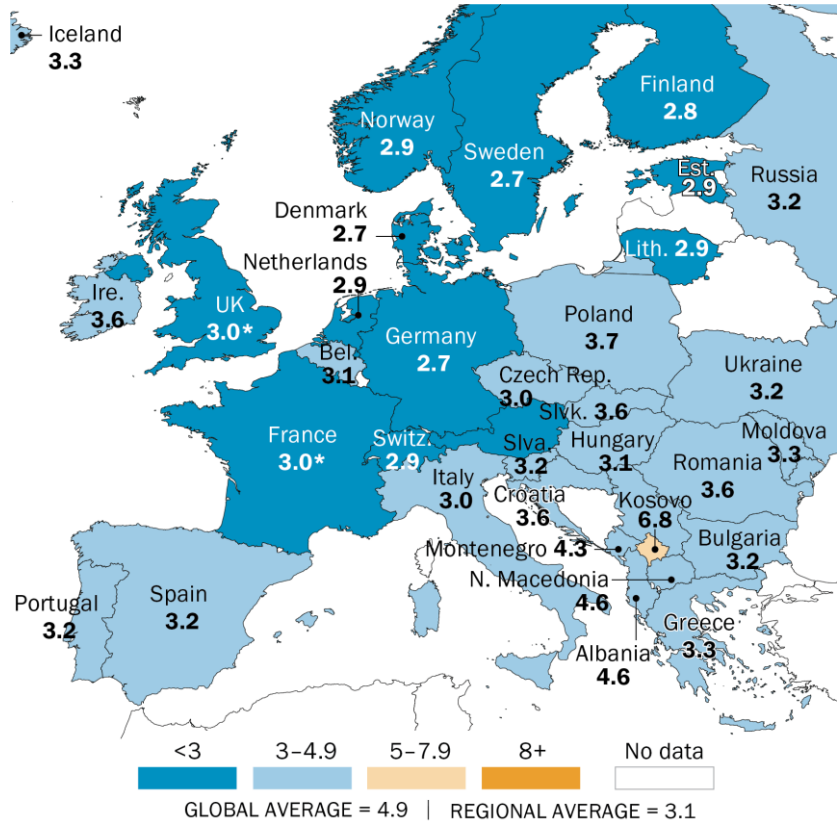 Iceland
3.3
Finland
2.8
Norway
2.9
Sweden
2.7
Est.
2.9
Russia
3.2
Denmark
2.7
Lith. 2.9
Netherlands
2.9
Ire.
3.6
UK
3.0*
Germany
2.7
Poland
3.7
Bel.
3.1
Czech Rep.
3.0
Ukraine
3.2
Slvk. 3.6
France
3.0*
Switz.
2.9
Slva.
3.2
Hungary
3.1
Moldova
3.3
Romania
3.6
Italy
3.0
Croatia
3.6
Kosovo
6.8
Montenegro 4.3
Bulgaria
3.2
N. Macedonia
4.6
Portugal
3.2
Spain
3.2
Albania
4.6
Greece
3.3
<3 3–4.9 5–7.9 8+ No data
GLOBAL AVERAGE = 4.9 | REGIONAL AVERAGE = 3.1